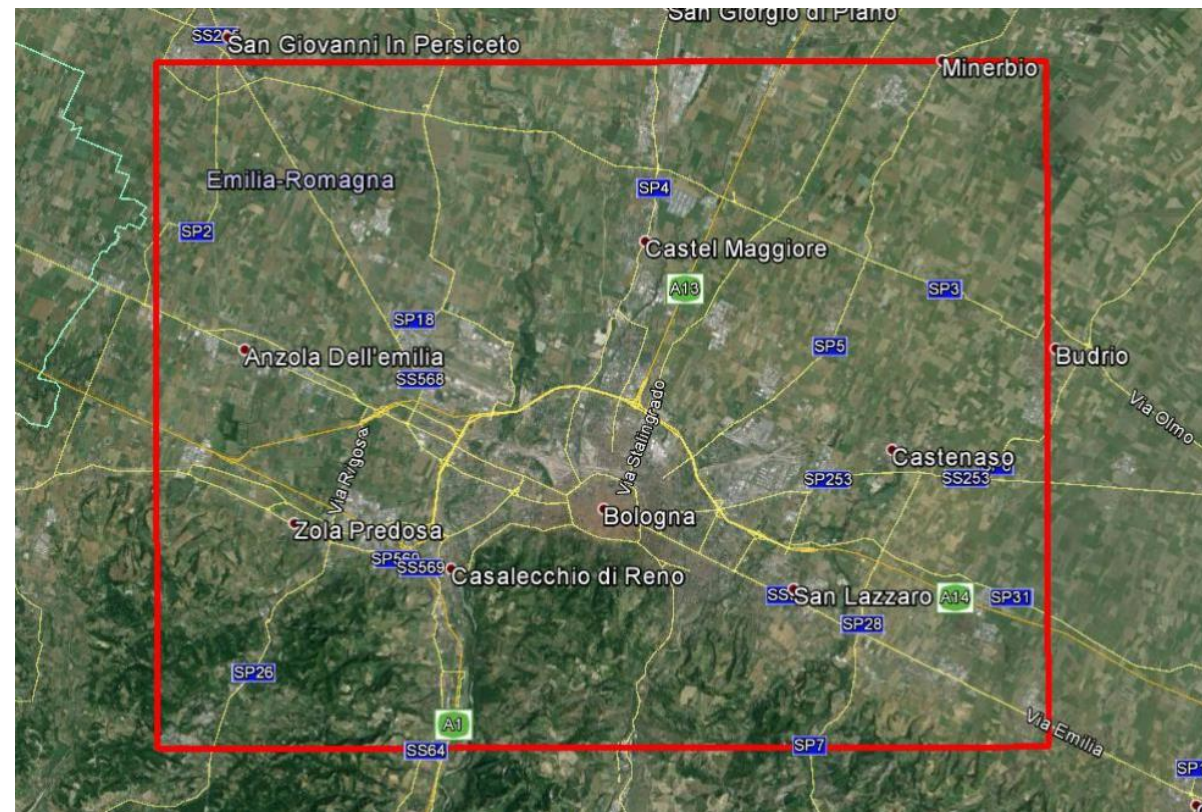 San Giorgio di Piano
San Giovanni In Persiceto
Minerbio
Emilia-Romagna
SP4
SP2
Castel Maggiore
A13
SP3
SP18
SP5
Anzola Dell'emilia
Budrio
SS568
Via Stalingrado
Via Olmo
Via Rigosa
Castenaso
SP253
SS253
Bologna
Zola Predosa
SP569
SS569
Casalecchio di Reno
San Lazzaro
A14
SP31
SP28
SP26
A1
Via Emilia
SS64
SP7